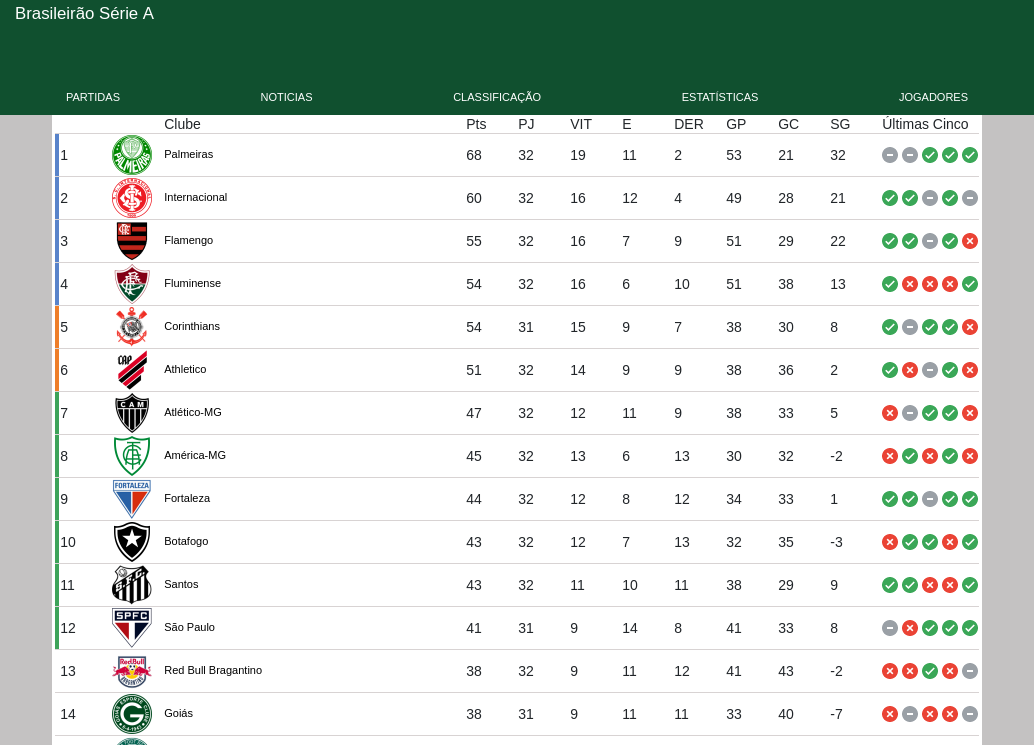 Brasileirão Série A
PARTIDAS NOTICIAS CLASSIFICAÇÃO ESTATÍSTICAS JOGADORES
Clube Pts PJ VIT E DER GP GC SG Últimas Cinco
1 PALMEIRAS Palmeiras 68 32 19 11 2 53 21 32
2 Internacional 60 32 16 12 4 49 28 21
3 Flamengo 55 32 16 7 9 51 29 22
4 Fluminense 54 32 16 6 10 51 38 13
5 Corinthians 54 31 15 9 7 38 30 8
6 CAP Athletico 51 32 14 9 9 38 36 2
7 CAM Atlético-MG 47 32 12 11 9 38 33 5
8 América-MG 45 32 13 6 13 30 32 -2
9 FORTALEZA Fortaleza 44 32 12 8 12 34 33 1
10 Botafogo 43 32 12 7 13 32 35 -3
11 Santos 43 32 11 10 11 38 29 9
12 SPFC São Paulo 41 31 9 14 8 41 33 8
13 RedBull BRAGANTINO Red Bull Bragantino 38 32 9 11 12 41 43 -2
14 Goiás 38 31 9 11 11 33 40 -7